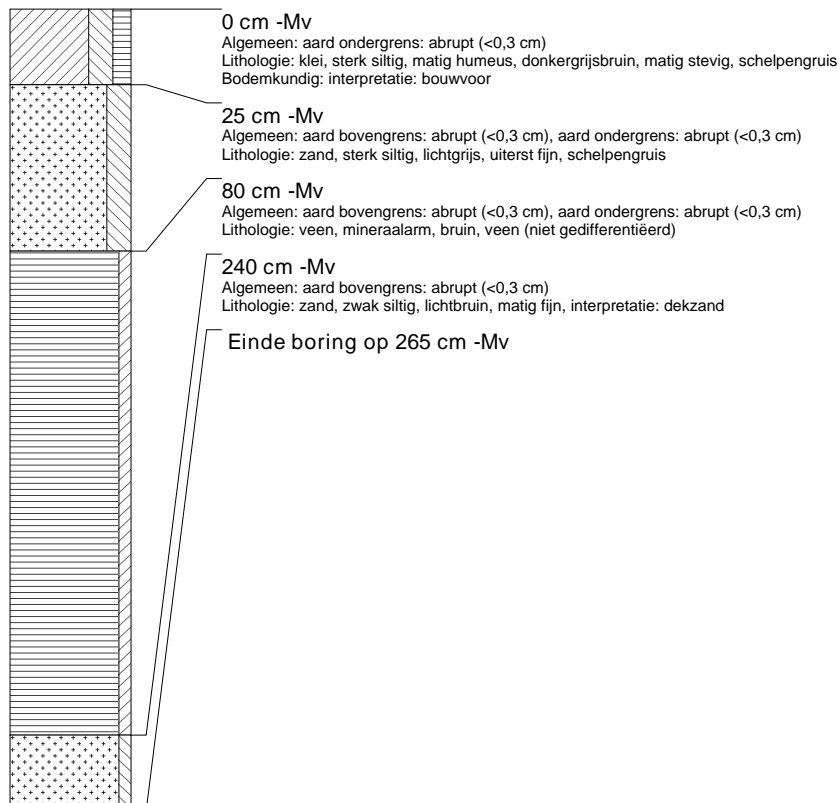 0 cm -Mv
Algemeen: aard ondergrens: abrupt (<0,3 cm)
Lithologie: klei, sterk siltig, matig humeus, donkergrijsbruin, matig stevig, schelpengruis
Bodemkundig: interpretatie: bouwvoor
25 cm -Mv
Algemeen: aard bovengrens: abrupt (<0,3 cm), aard ondergrens: abrupt (<0,3 cm)
Lithologie: zand, sterk siltig, lichtgrijs, uiterst fijn, schelpengruis
80 cm -Mv
Algemeen: aard bovengrens: abrupt (<0,3 cm), aard ondergrens: abrupt (<0,3 cm)
Lithologie: veen, mineraalarm, bruin, veen (niet gedifferentiëerd)
240 cm -Mv
Algemeen: aard bovengrens: abrupt (<0,3 cm)
Lithologie: zand, zwak siltig, lichtbruin, matig fijn, interpretatie: dekzand
Einde boring op 265 cm -Mv